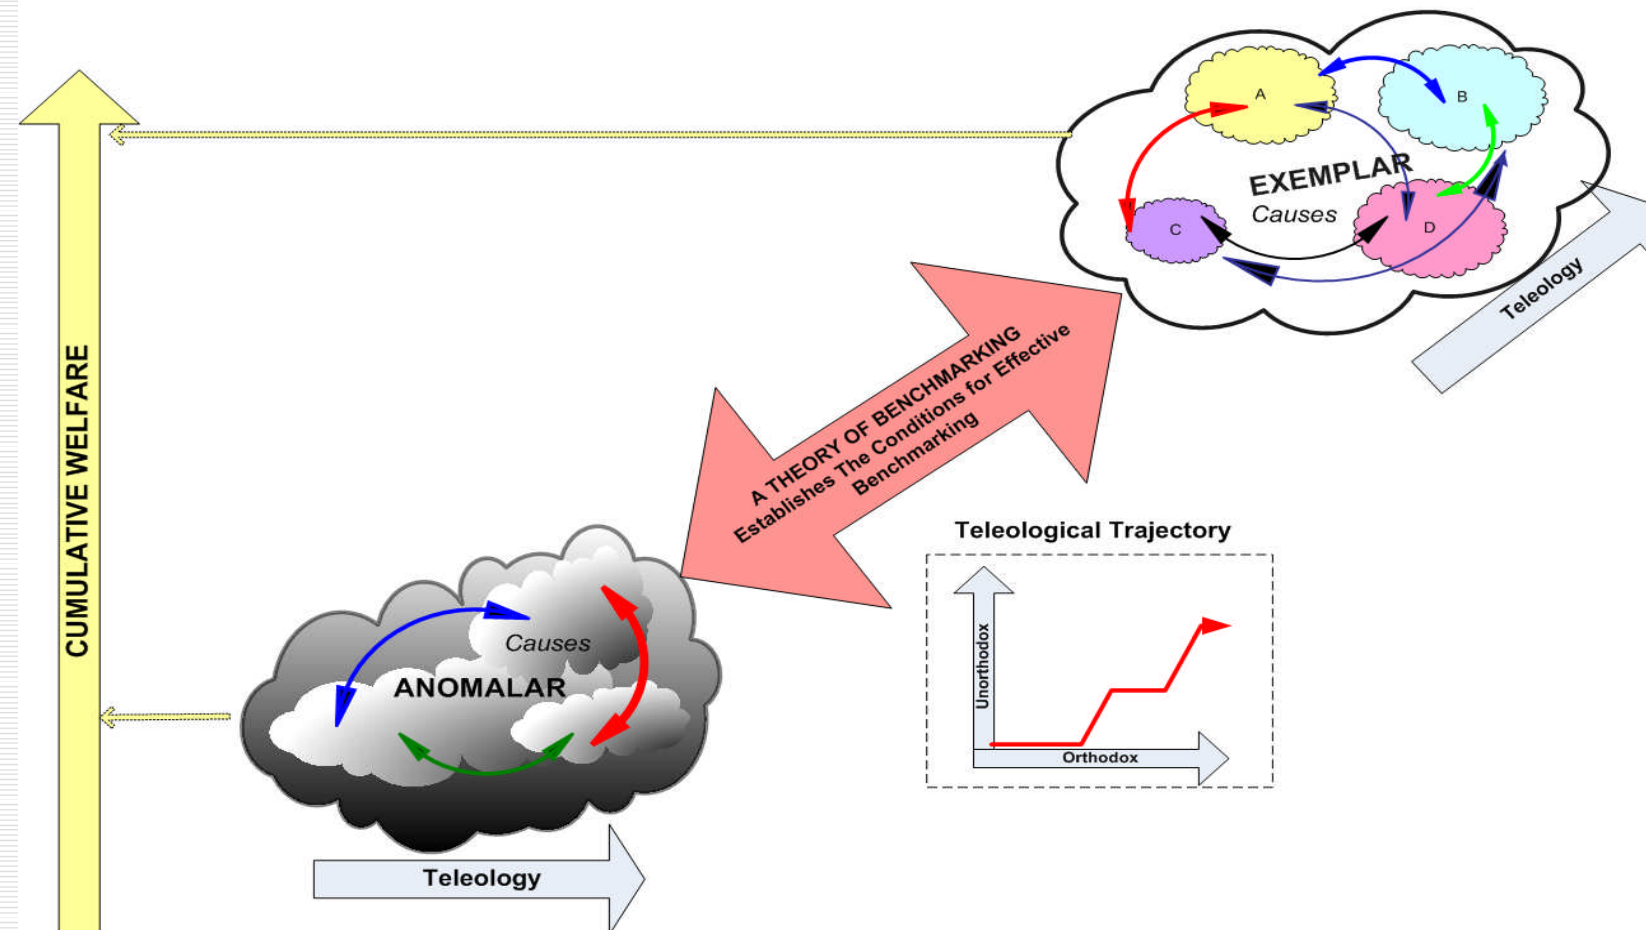 A
B
EXEMPLAR
Causes
C
D
Teleology
CUMULATIVE WELFARE
A THEORY OF BENCHMARKING
Establishes The Conditions for Effective
Benchmarking
Teleological Trajectory
Unorthodox
Orthodox
Causes
ANOMALAR
Teleology